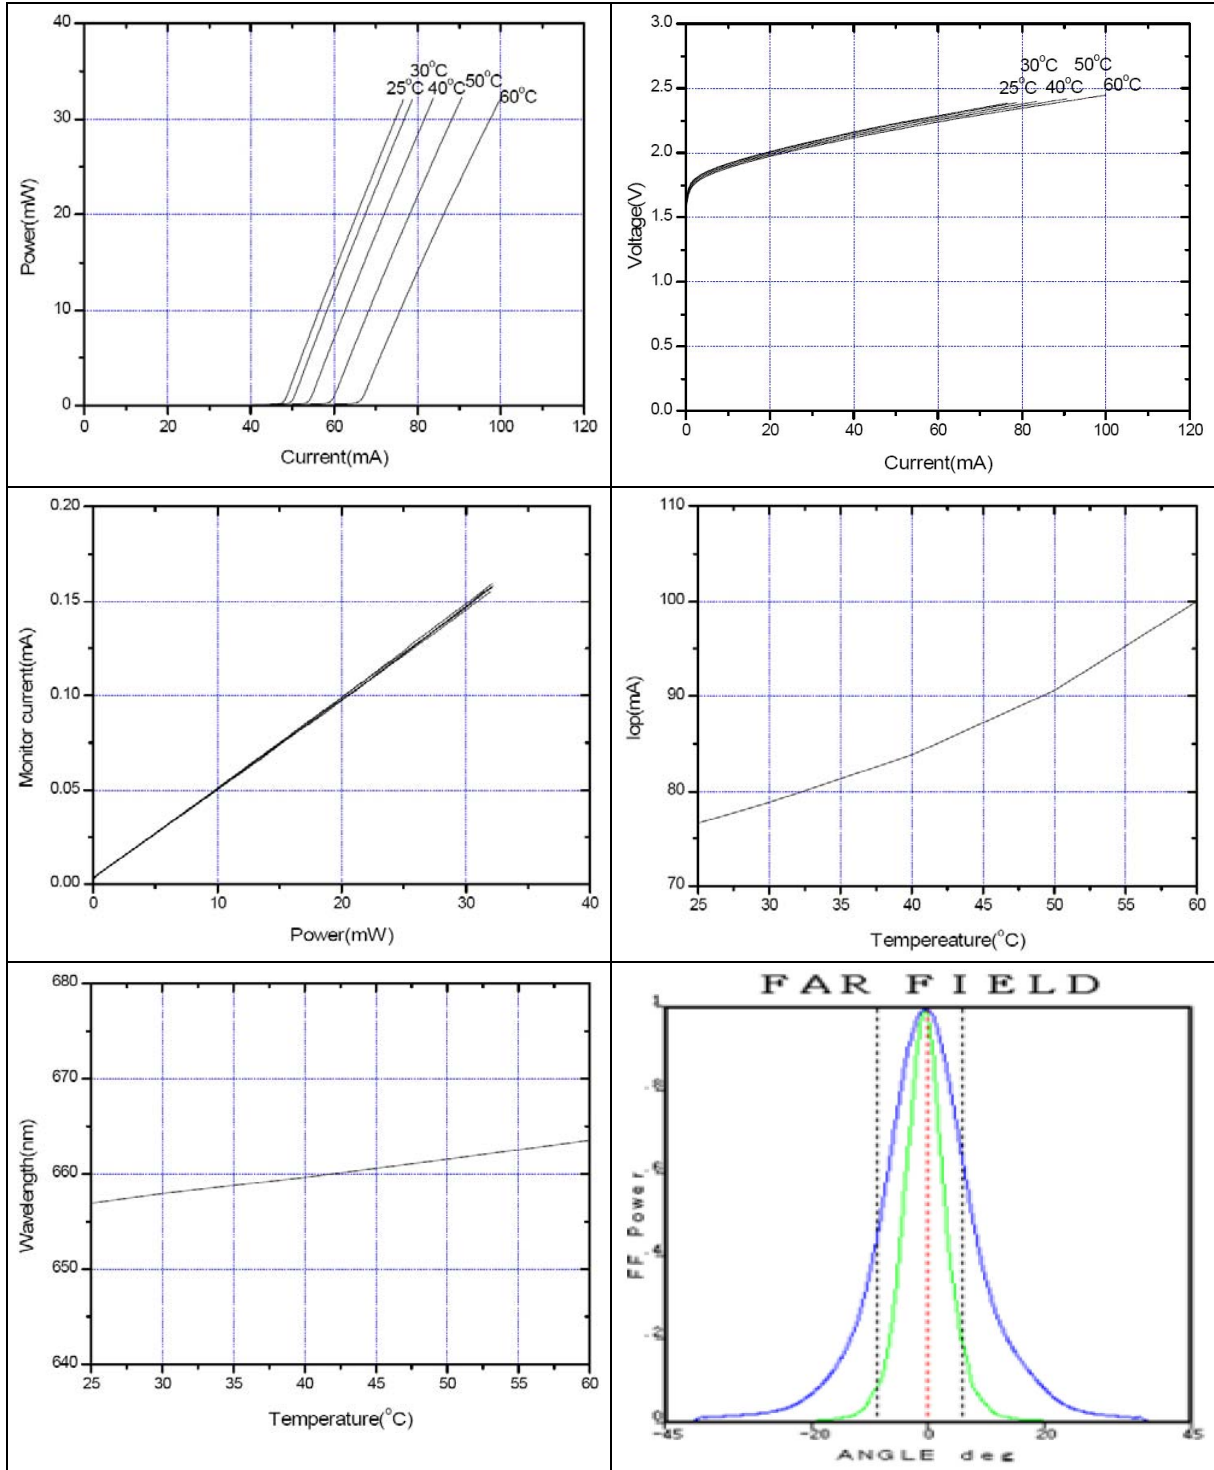 40
30
20
10
0
Power(mW)
30°C
50°C
25°C 40°C
60°C
0 20 40 60 80 100 120
Current(mA)
3.0
2.5
2.0
1.5
1.0
0.5
0.0
Voltage(V)
30°C 50°C
25°C 40°C 60°C
0 20 40 60 80 100 120
Current(mA)
0.20
0.15
0.10
0.05
0.00
Monitor current(mA)
0 10 20 30 40
Power(mW)
110
100
90
80
70
Iop(mA)
25 30 35 40 45 50 55 60
Tempereature(°C)
680
670
660
650
640
Wavelength(nm)
25 30 35 40 45 50 55 60
Temperature(°C)
FAR FIELD
1
.8
.6
.4
.2
0
FF Power
-45 -20 0 20 45
ANGLE deg